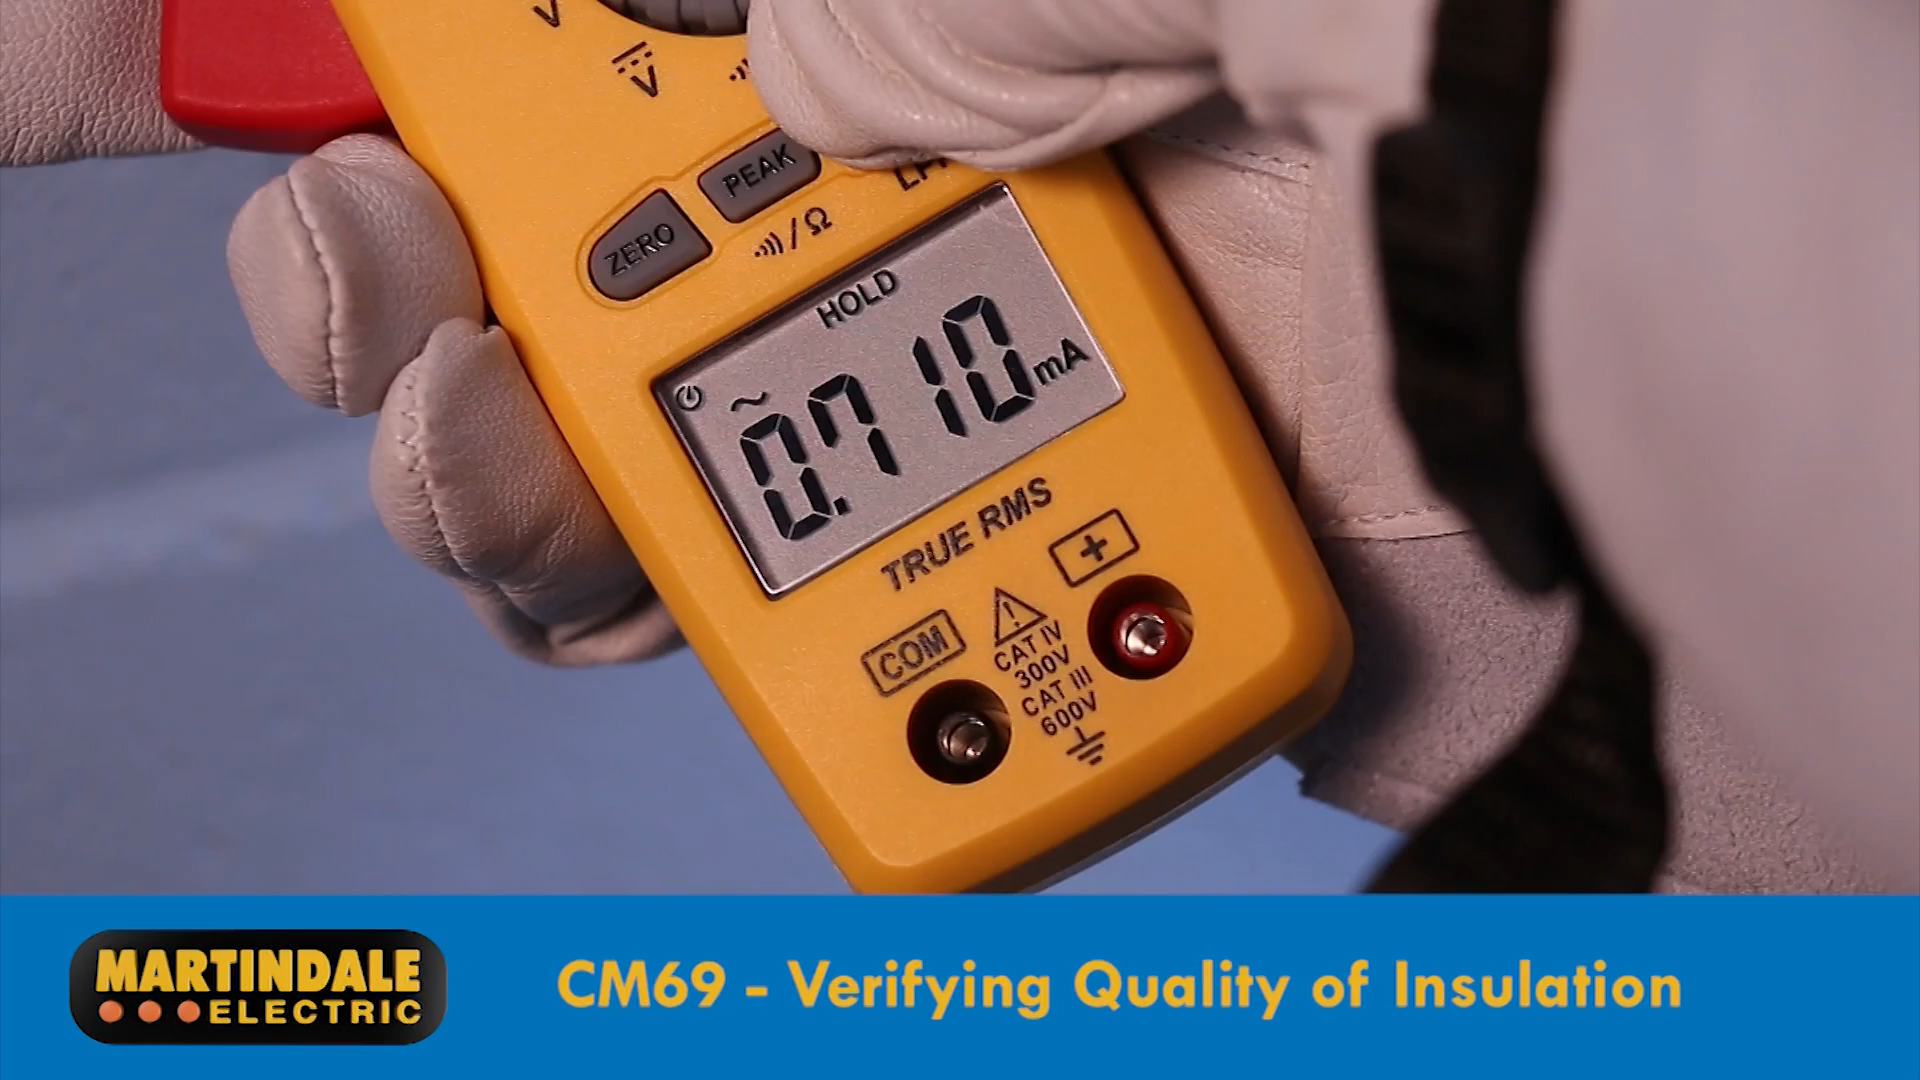 V
V
PEAK
ZERO
·))) / Ω
HOLD
~
0.710 mA
TRUE RMS
+
COM
CAT IV
300V
CAT III
600V
MARTINDALE
ELECTRIC
CM69 - Verifying Quality of Insulation